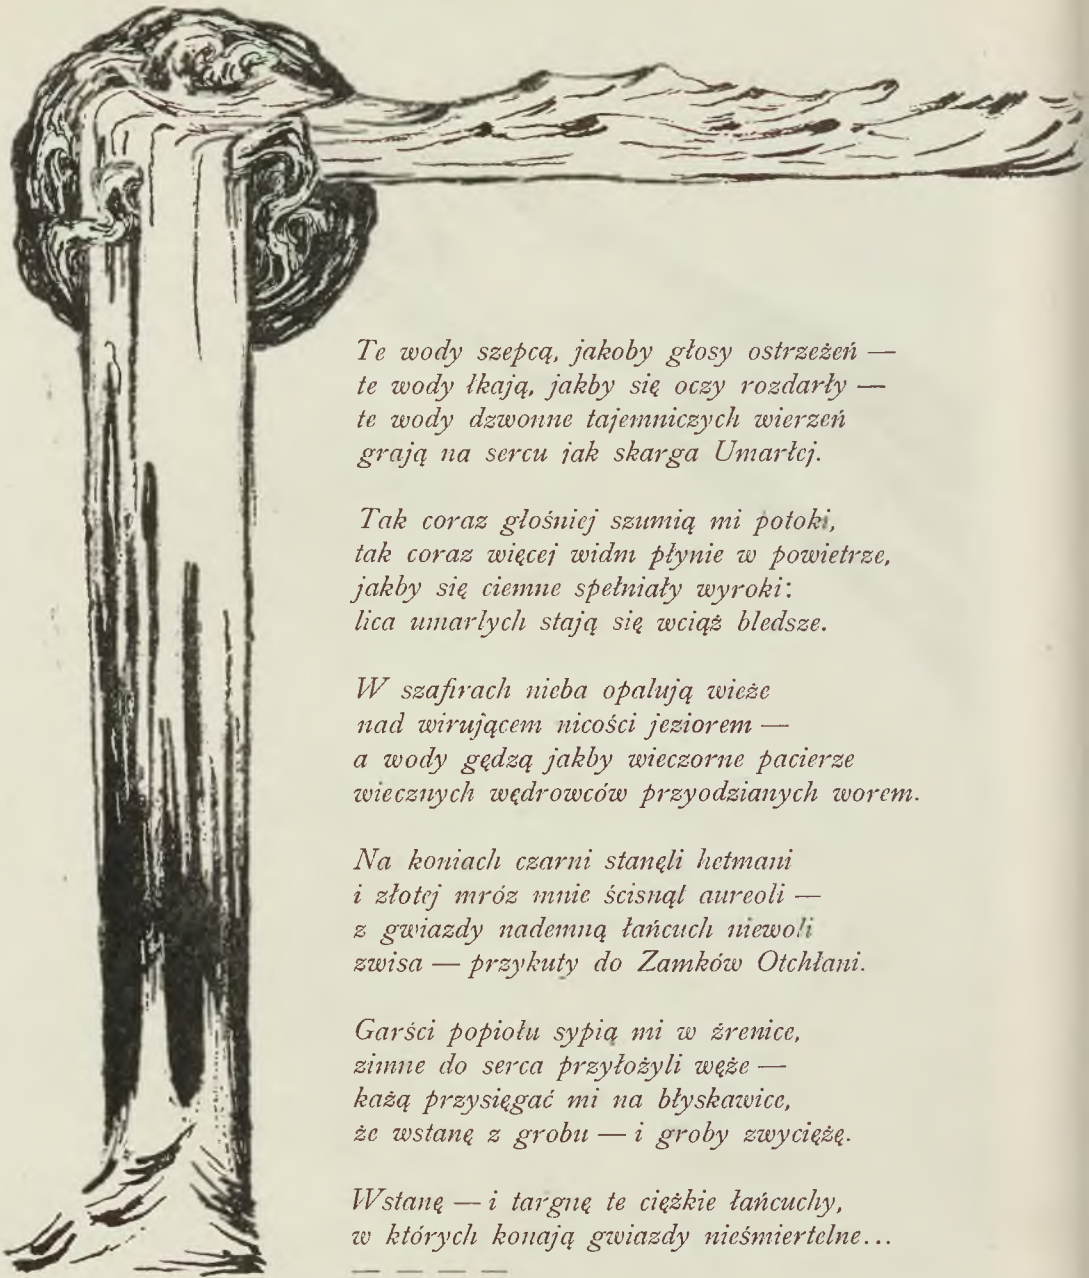 Te wody szepcą, jakoby głosy ostrzeżeń —
te wody łkają, jakby się oczy rozdarły —
te wody dzwonne tajemniczych wierzeń
grają na sercu jak skarga Umarłej.

Tak coraz głośniej szumią mi potoki,
tak coraz więcej widm płynie w powietrze,
jakby się ciemne spełniały wyroki:
lica umarlych stają się wciąż bledsze.

W szafirach nieba opalują wieże
nad wirującem nicości jeziorem —
a wody gędzą jakby wieczorne pacierze
wiecznych wędrowców przyodzianych worem.

Na koniach czarni stanęli hetmani
i złotej mróz mnie ścisnął aureoli —
z gwiazdy nademną łańcuch niewoli
zwisa — przykuty do Zamków Otchłani.

Garści popiołu sypią mi w źrenice,
zimne do serca przyłożyli węże —
każą przysięgać mi na błyskawice,
że wstanę z grobu — i groby zwyciężę.

Wstanę — i targnę te ciężkie łańcuchy,
w których konają gwiazdy nieśmiertelne...
— — — —